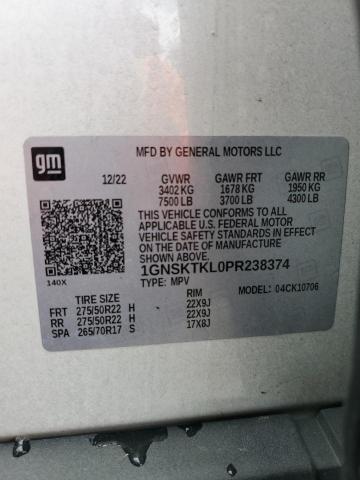 gm
MFD BY GENERAL MOTORS LLC
12/22 GVWR GAWR FRT GAWR RR
3402 KG 1678 KG 1950 KG
7500 LB 3700 LB 4300 LB
THIS VEHICLE CONFORMS TO ALL
APPLICABLE U.S. FEDERAL MOTOR
VEHICLE SAFETY STANDARDS IN
EFFECT ON THE DATE OF MANUFACTURE
SHOWN ABOVE.
1GNSKTKL0PR238374
140X TYPE: MPV MODEL: 04CK10706
TIRE SIZE RIM
FRT 275/50R22 H 22X9J
RR 275/50R22 H 22X9J
SPA 265/70R17 S 17X8J